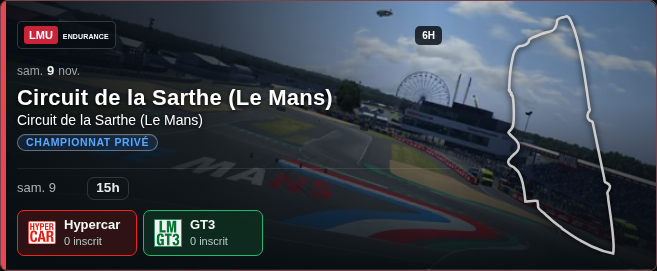 LMU ENDURANCE
6H
sam. 9 nov.
Circuit de la Sarthe (Le Mans)
Circuit de la Sarthe (Le Mans)
CHAMPIONNAT PRIVÉ
MANS
sam. 9 15h
HYPER CAR Hypercar 0 inscrit
LM GT3 GT3 0 inscrit